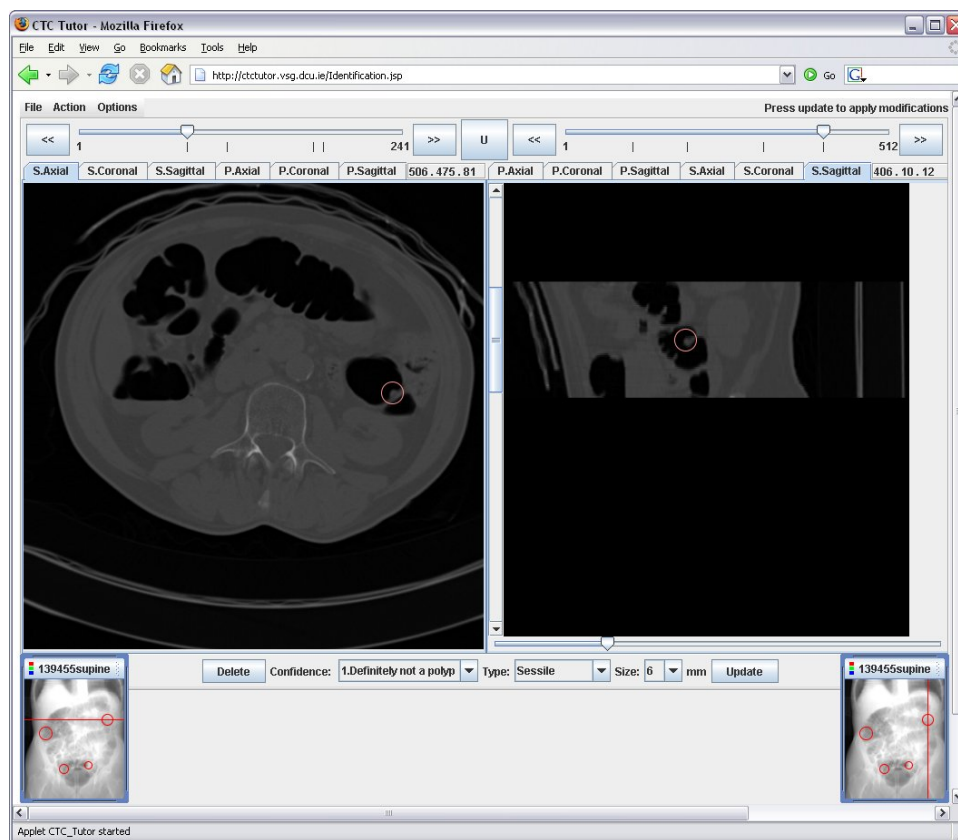 CTC Tutor - Mozilla Firefox
File Edit View Go Bookmarks Tools Help
http://ctctutor.vsg.dcu.ie/Identification.jsp Go G
File Action Options Press update to apply modifications
<< 1 241 >> U << 1 512 >>
S.Axial S.Coronal S.Sagittal P.Axial P.Coronal P.Sagittal 506 . 475 . 81 P.Axial P.Coronal P.Sagittal S.Axial S.Coronal S.Sagittal 406 . 10 . 12
139455supine Delete Confidence: 1.Definitely not a polyp Type: Sessile Size: 6 mm Update 139455supine
Applet CTC_Tutor started